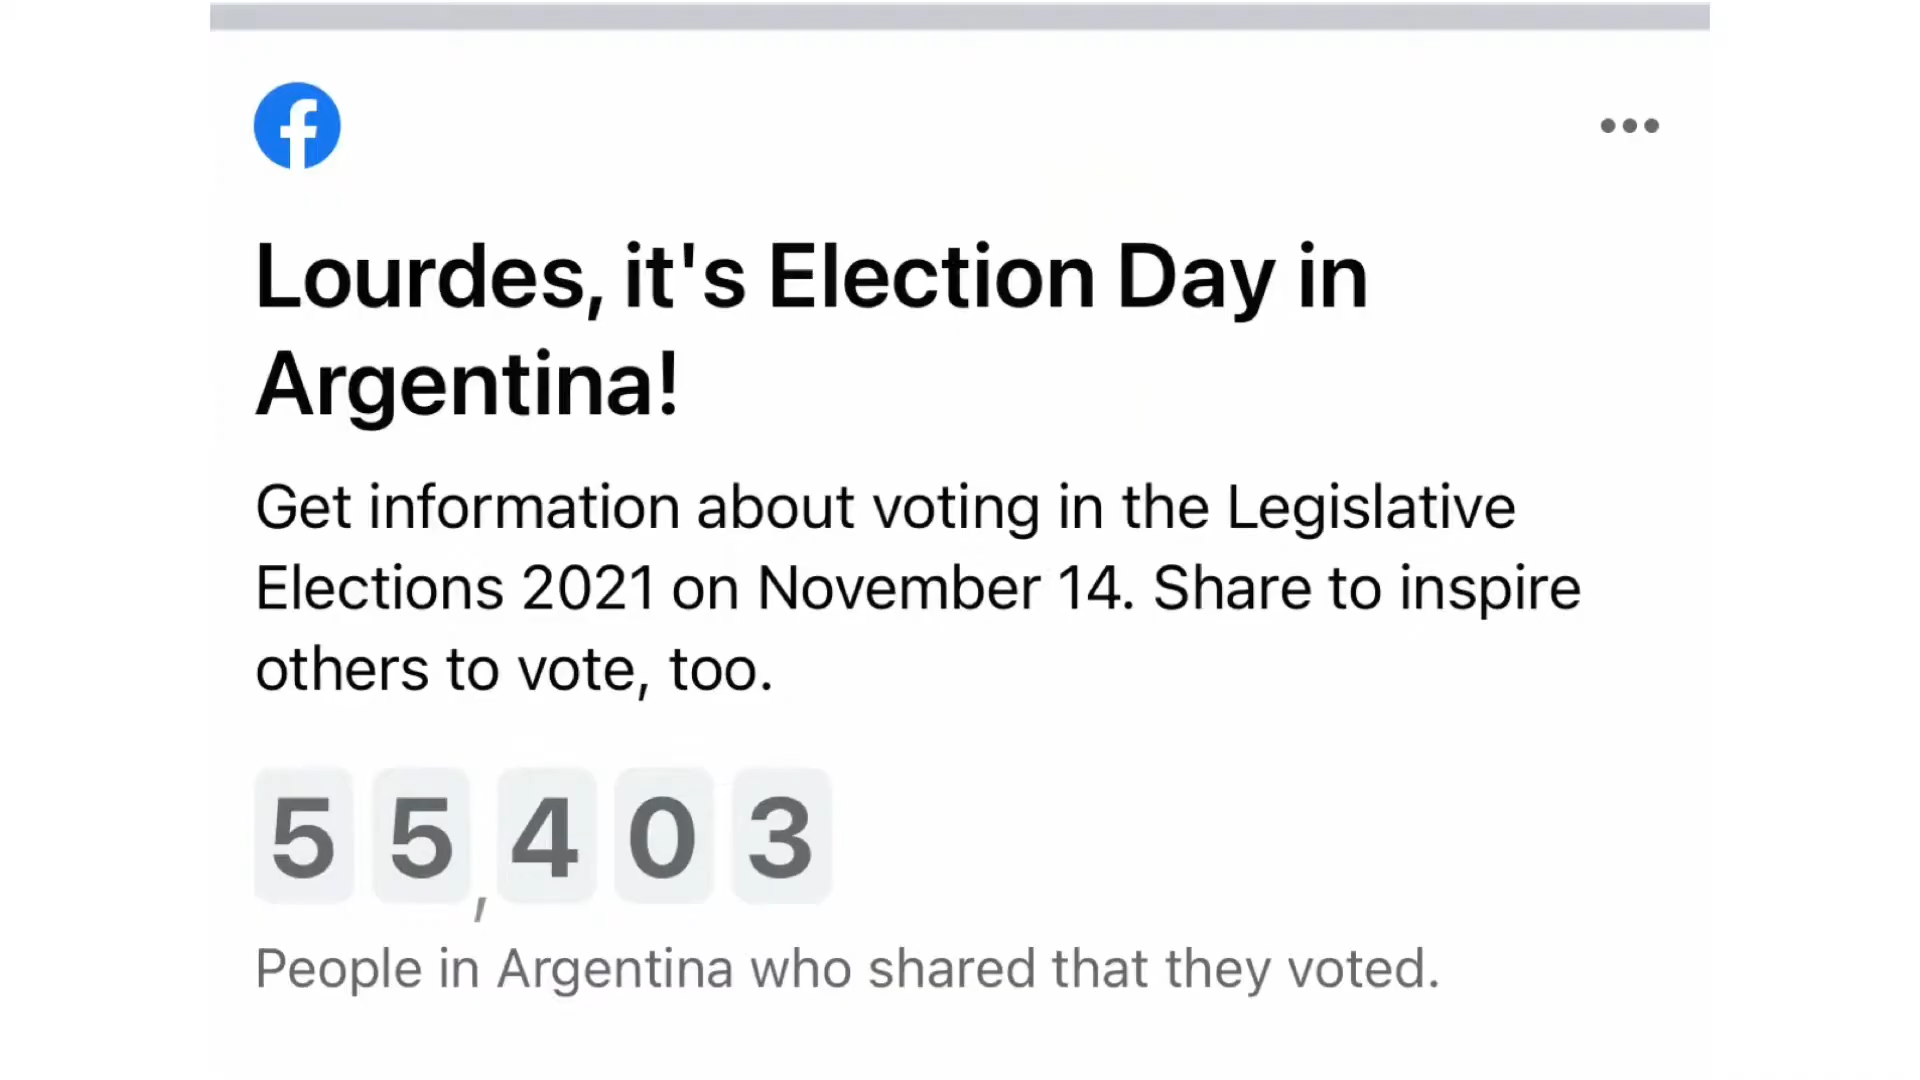 Lourdes, it's Election Day in
Argentina!
Get information about voting in the Legislative
Elections 2021 on November 14. Share to inspire
others to vote, too.
55,403
People in Argentina who shared that they voted.